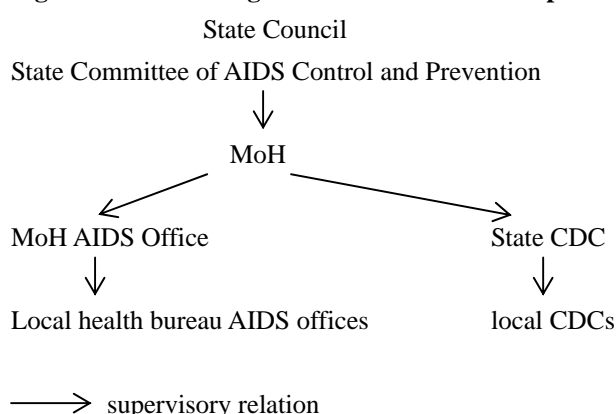 State Council
State Committee of AIDS Control and Prevention
MoH
MoH AIDS Office State CDC
Local health bureau AIDS offices local CDCs
supervisory relation